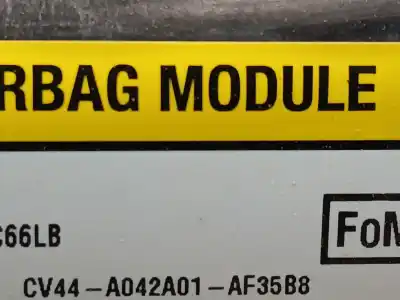 RBAG MODULE
C66LB
FoM
CV44-A042A01-AF35B8